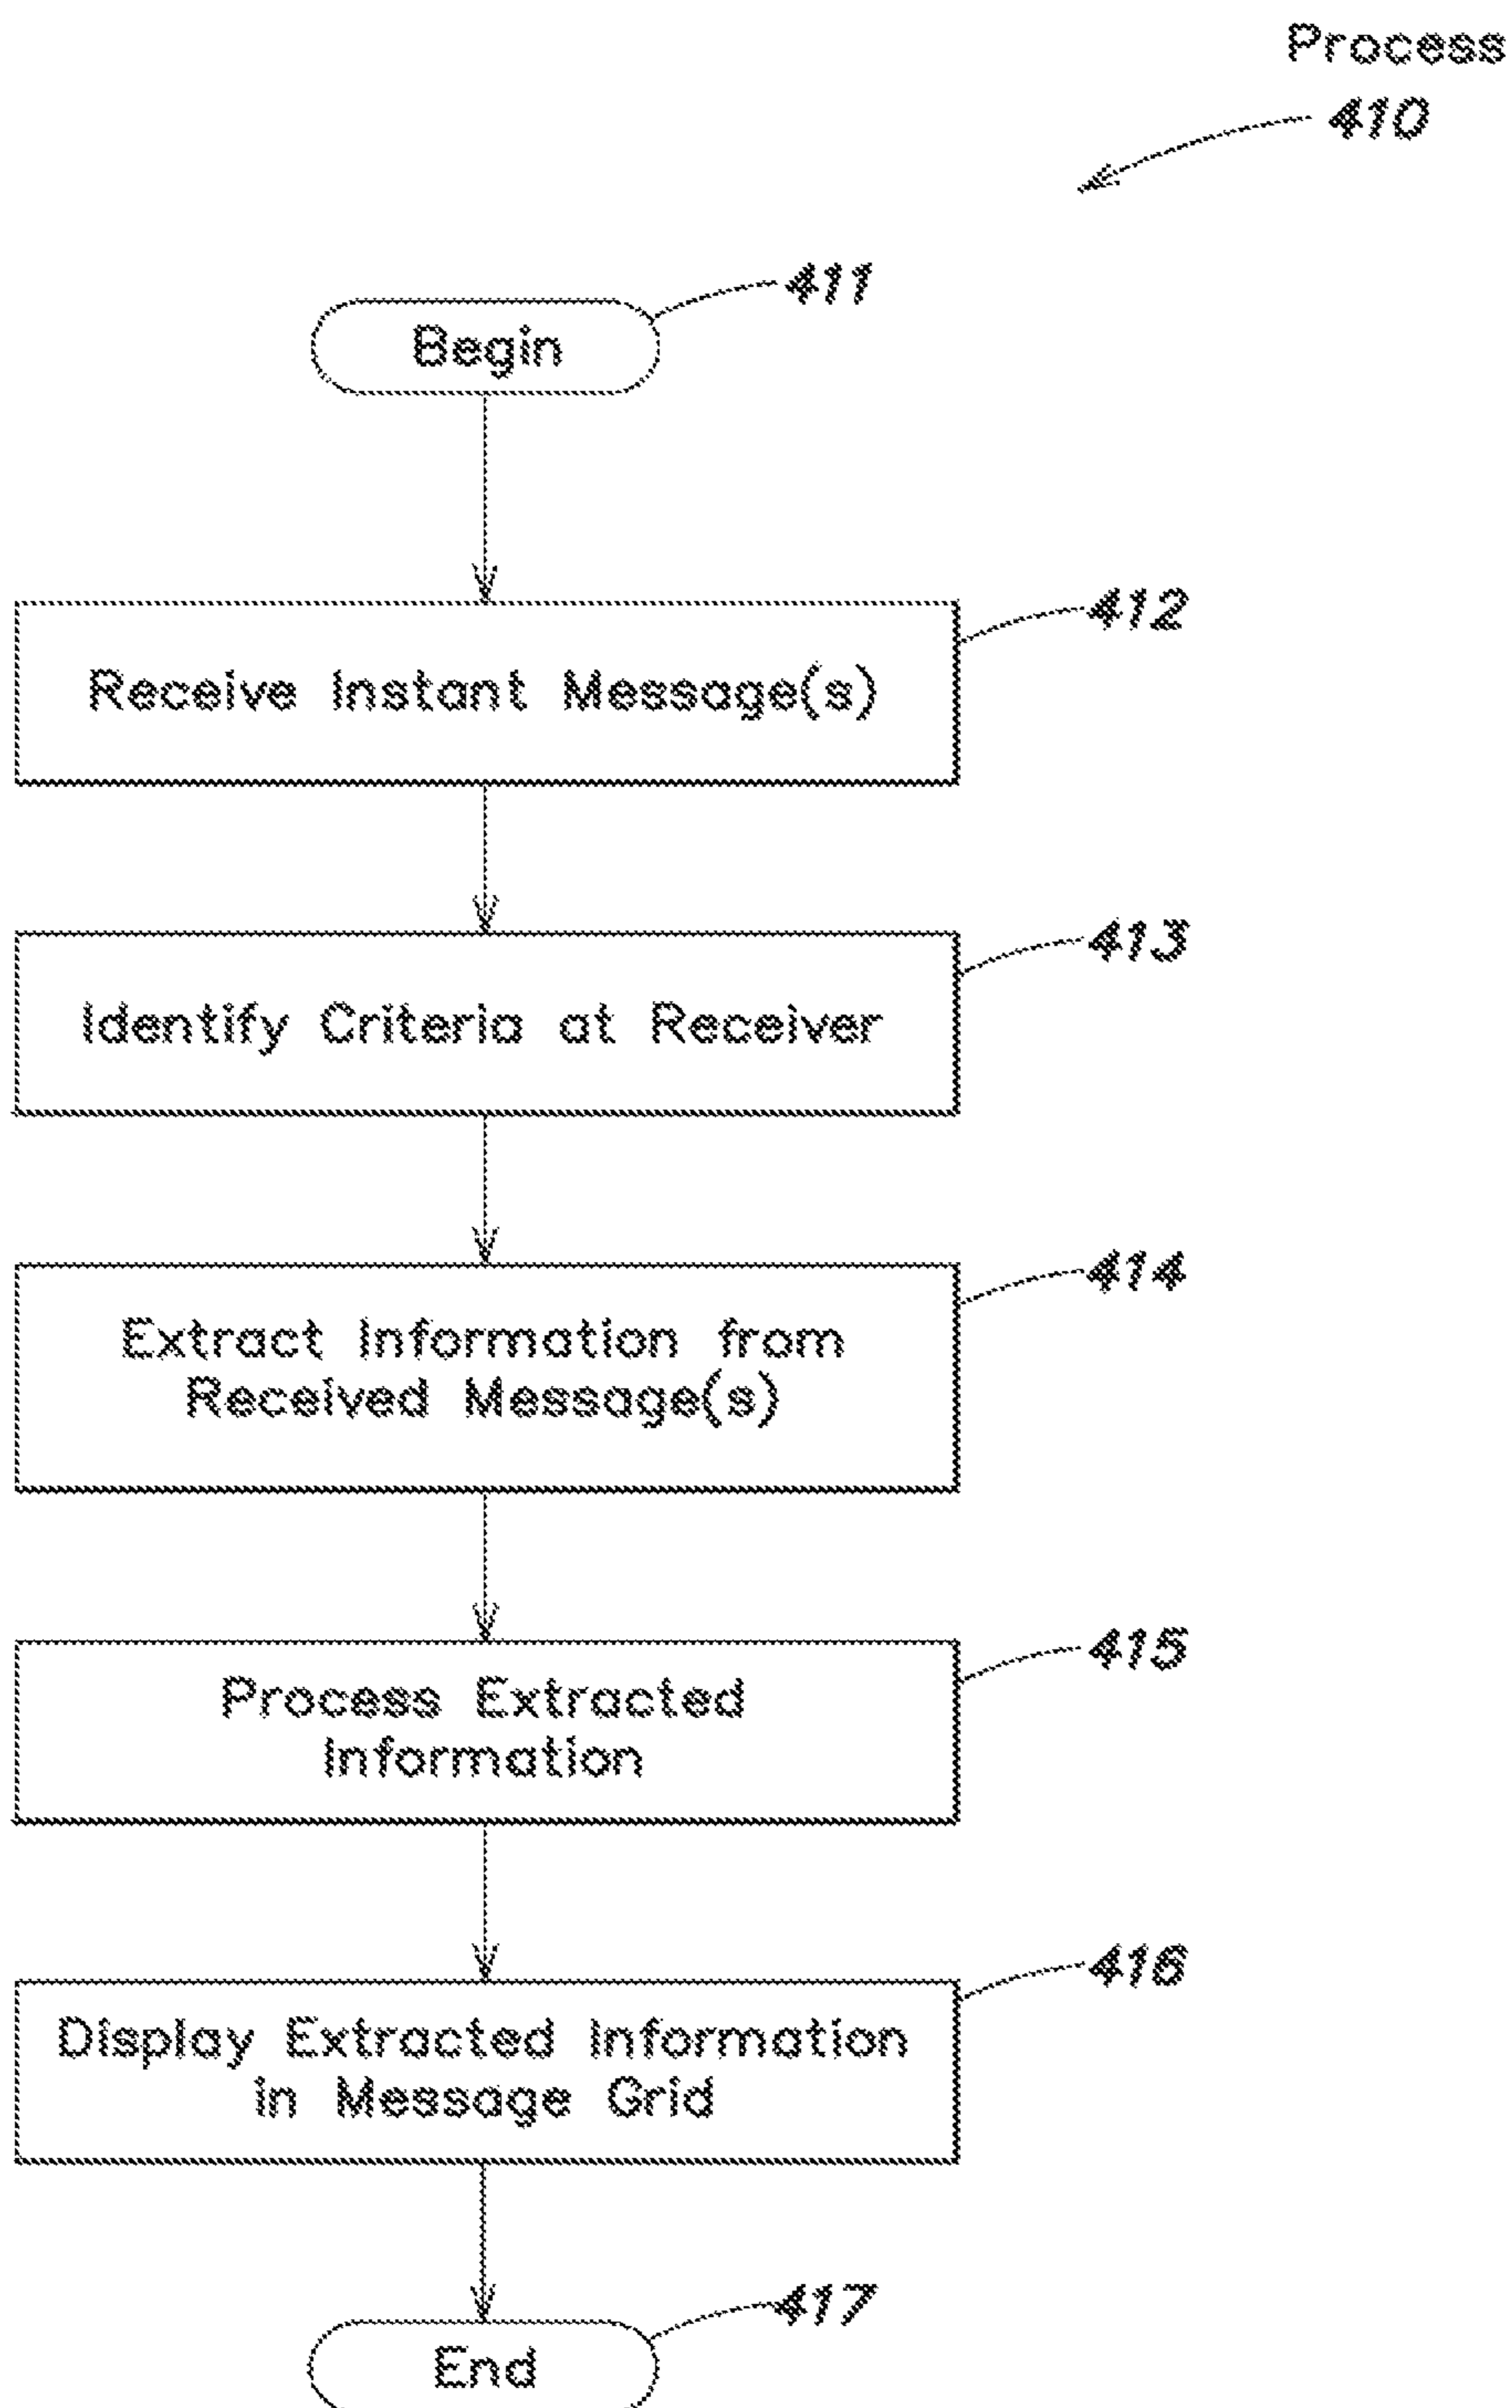 Process
410
411
Begin
412
Receive Instant Message(s)
413
Identify Criteria at Receiver
414
Extract Information from
Received Message(s)
415
Process Extracted
Information
416
Display Extracted Information
in Message Grid
417
End